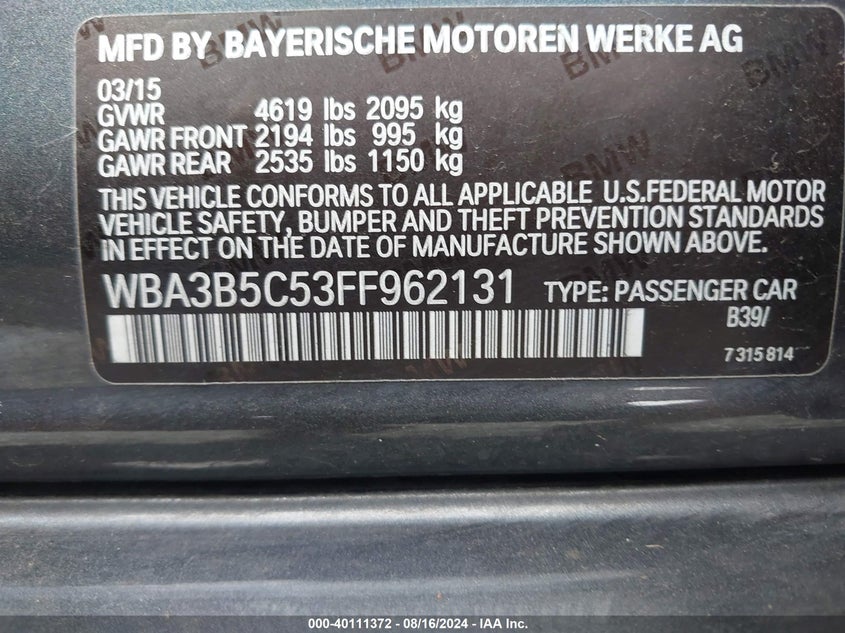 MFD BY BAYERISCHE MOTOREN WERKE AG
03/15
GVWR 4619 lbs 2095 kg
GAWR FRONT 2194 lbs 995 kg
GAWR REAR 2535 lbs 1150 kg
THIS VEHICLE CONFORMS TO ALL APPLICABLE U.S.FEDERAL MOTOR
VEHICLE SAFETY, BUMPER AND THEFT PREVENTION STANDARDS
IN EFFECT ON THE DATE OF MANUFACTURE SHOWN ABOVE.
WBA3B5C53FF962131 TYPE: PASSENGER CAR
B39/
7 315 814
000-40111372 - 08/16/2024 - IAA Inc.